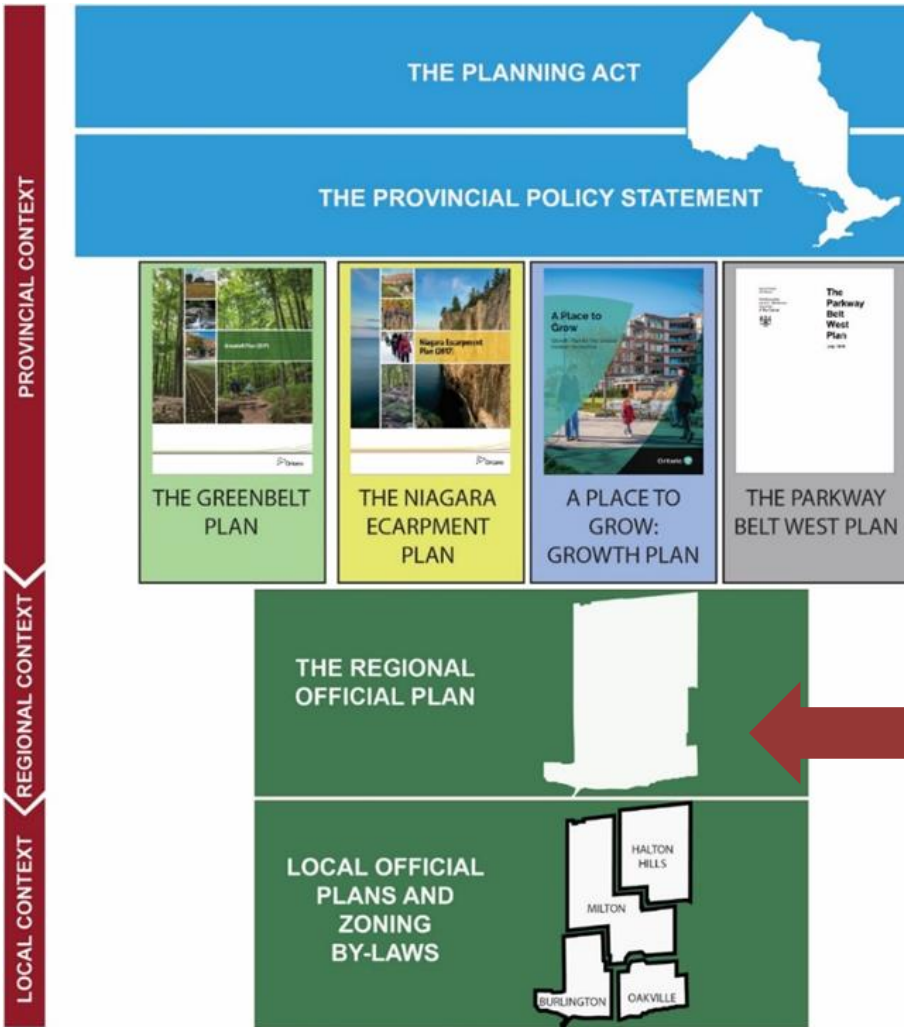 PROVINCIAL CONTEXT
THE PLANNING ACT
THE PROVINCIAL POLICY STATEMENT
Greenbelt Plan (2017)
Ontario
THE GREENBELT
PLAN
Niagara Escarpment
Plan (2017)
Ontario
THE NIAGARA
ECARPMENT
PLAN
A Place to
Grow
Ontario
A PLACE TO
GROW:
GROWTH PLAN
The
Parkway
Belt
West
Plan
THE PARKWAY
BELT WEST PLAN
REGIONAL CONTEXT
THE REGIONAL
OFFICIAL PLAN
LOCAL CONTEXT
LOCAL OFFICIAL
PLANS AND
ZONING
BY-LAWS
HALTON
HILLS
MILTON
BURLINGTON
OAKVILLE